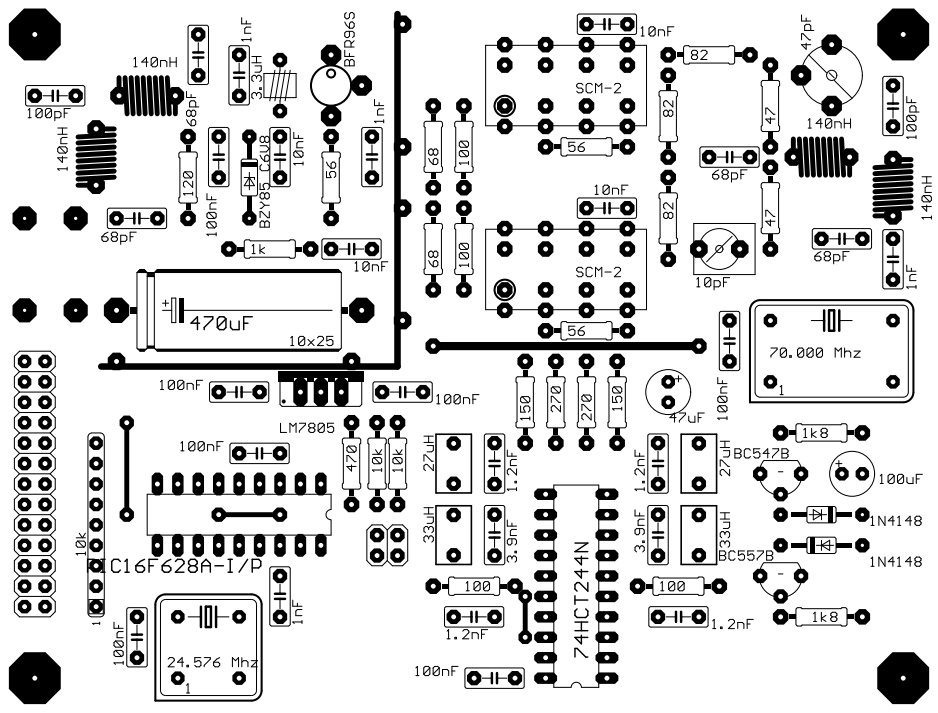 1nF
BFR96S
10nF
47pF
82
140nH
3.3uH
SCM-2
100pF
68pF
82
47
140nH
100pF
140nH
1nF
68
100
56
120
BZY85 C6V8
10nF
56
68pF
100nF
10nF
82
47
140nH
68pF
1k
10nF
68
100
SCM-2
10pF
68pF
1nF
+
470uF
10x25
56
70.000 Mhz
1
100nF
100nF
100nF
150
270
270
150
+
47uF
LM7805
100nF
470
10k
10k
27uH
1.2nF
1.2nF
27uH
1k8
BC547B
-
+
100uF
33uH
3.9nF
3.9nF
33uH
1N4148
10k
PIC16F628A-I/P
74HCT244N
BC557B
1N4148
-
1
1nF
100
100
100nF
1.2nF
1.2nF
1k8
24.576 Mhz
1
100nF